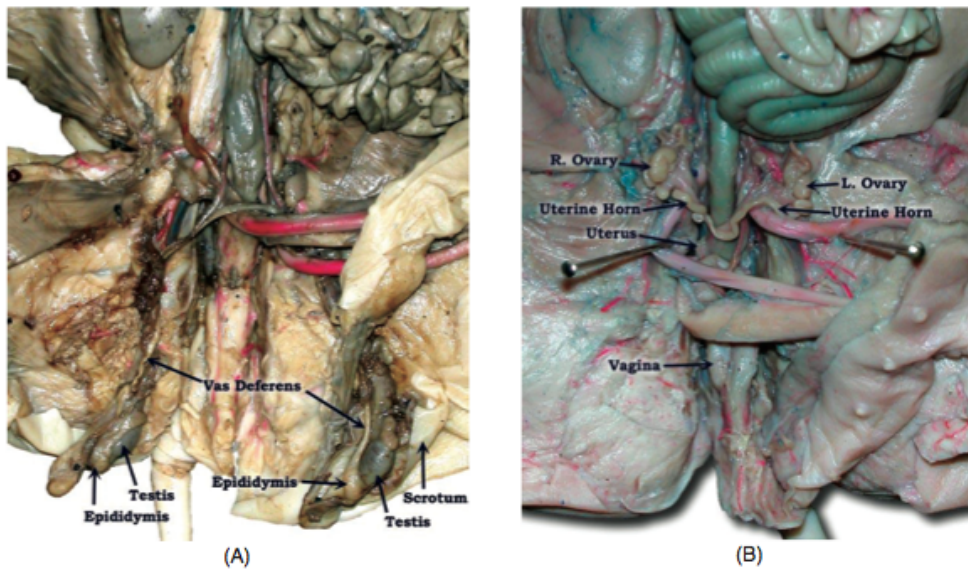 Vas Deferens
Testis
Epididymis
Epididymis
Scrotum
Testis
(A)
R. Ovary
L. Ovary
Uterine Horn
Uterine Horn
Uterus
Vagina
(B)